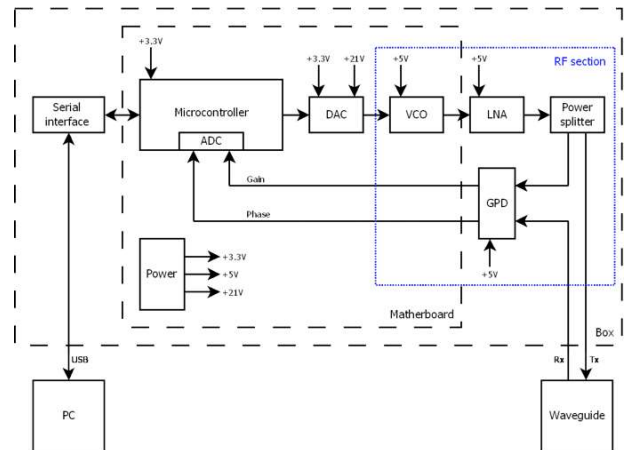 +3.3V
+3.3V
+21V
+5V
+5V
RF section
Serial
interface
Microcontroller
ADC
DAC
VCO
LNA
Power
splitter
Gain
GPD
Phase
Power
+3.3V
+5V
+21V
+5V
Matherboard
Box
USB
Rx
Tx
PC
Waveguide